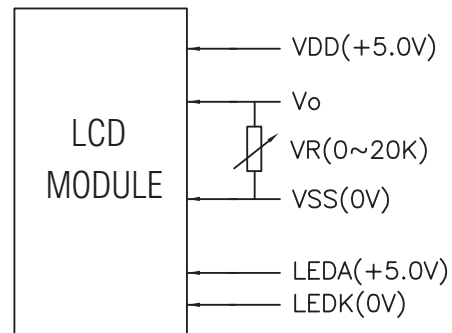 LCD
MODULE
VDD(+5.0V)
Vo
VR(0~20K)
VSS(0V)
LEDA(+5.0V)
LEDK(0V)